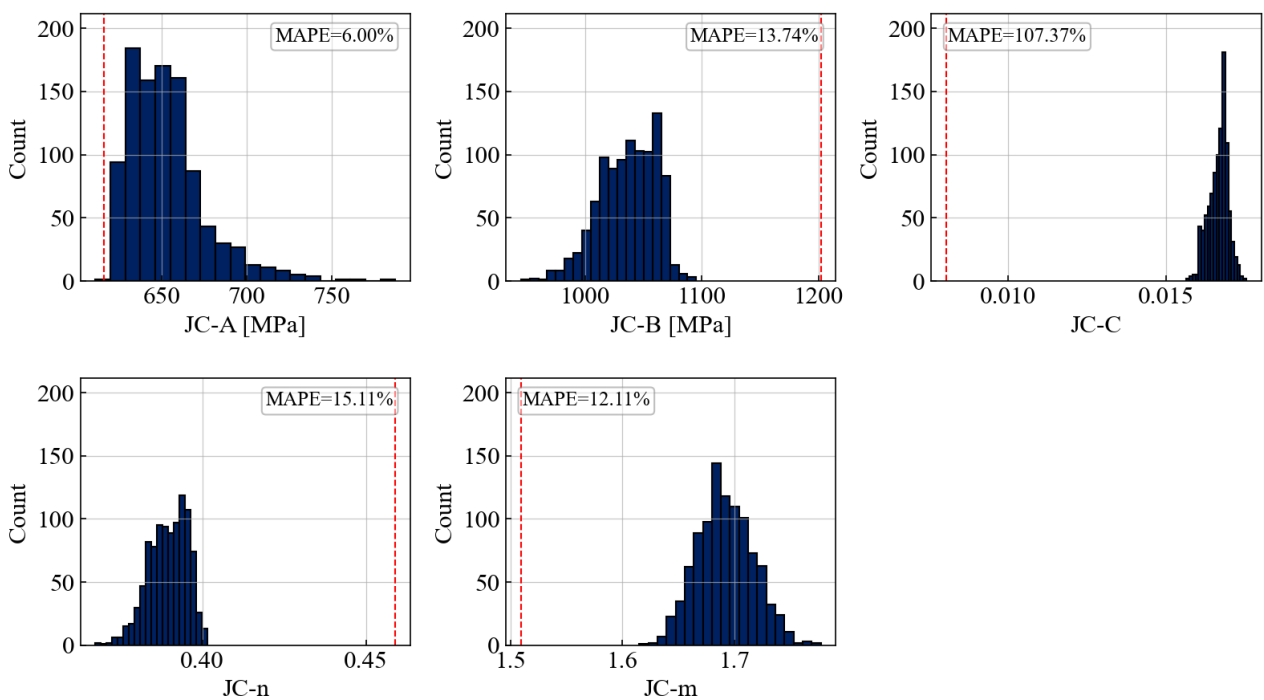 MAPE=6.00%
200
150
100
50
0
Count
650
700
750
JC-A [MPa]
MAPE=13.74%
200
150
100
50
0
Count
1000
1100
1200
JC-B [MPa]
MAPE=107.37%
200
150
100
50
0
Count
0.010
0.015
JC-C
MAPE=15.11%
200
150
100
50
0
Count
0.40
0.45
JC-n
MAPE=12.11%
200
150
100
50
0
Count
1.5
1.6
1.7
JC-m